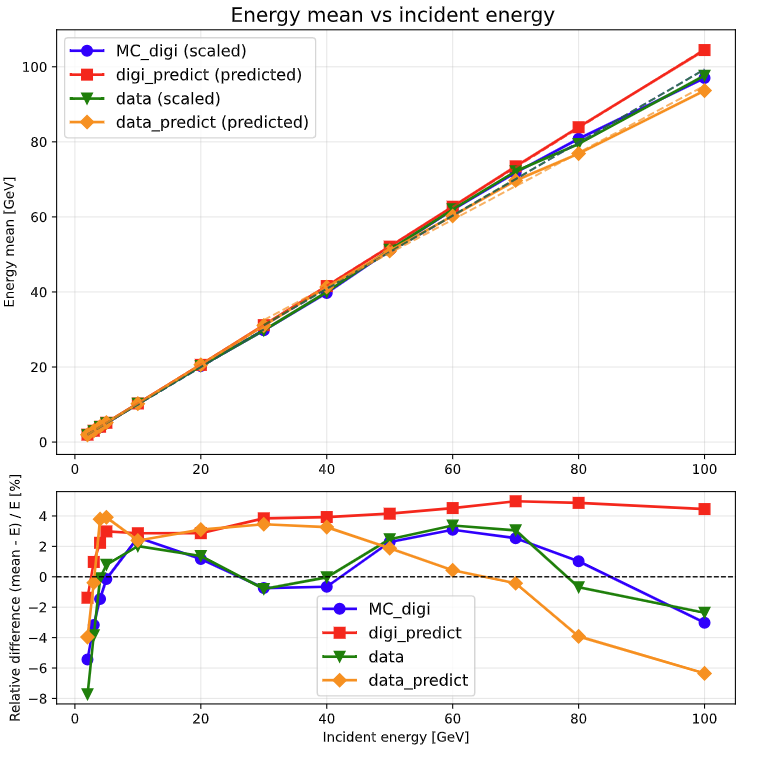 Energy mean vs incident energy
MC_digi (scaled)
digi_predict (predicted)
data (scaled)
data_predict (predicted)
Energy mean [GeV]
100
80
60
40
20
0
0 20 40 60 80 100
Relative difference (mean - E) / E [%]
4
2
0
−2
−4
−6
−8
MC_digi
digi_predict
data
data_predict
0 20 40 60 80 100
Incident energy [GeV]